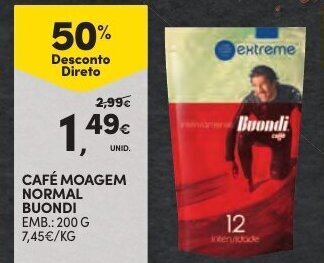 50%
Desconto
Direto
2,99€
1,49€
UNID.
CAFÉ MOAGEM
NORMAL
BUONDI
EMB.: 200 G
7,45€/KG
extreme
Buondi
caffè
12
intensidade